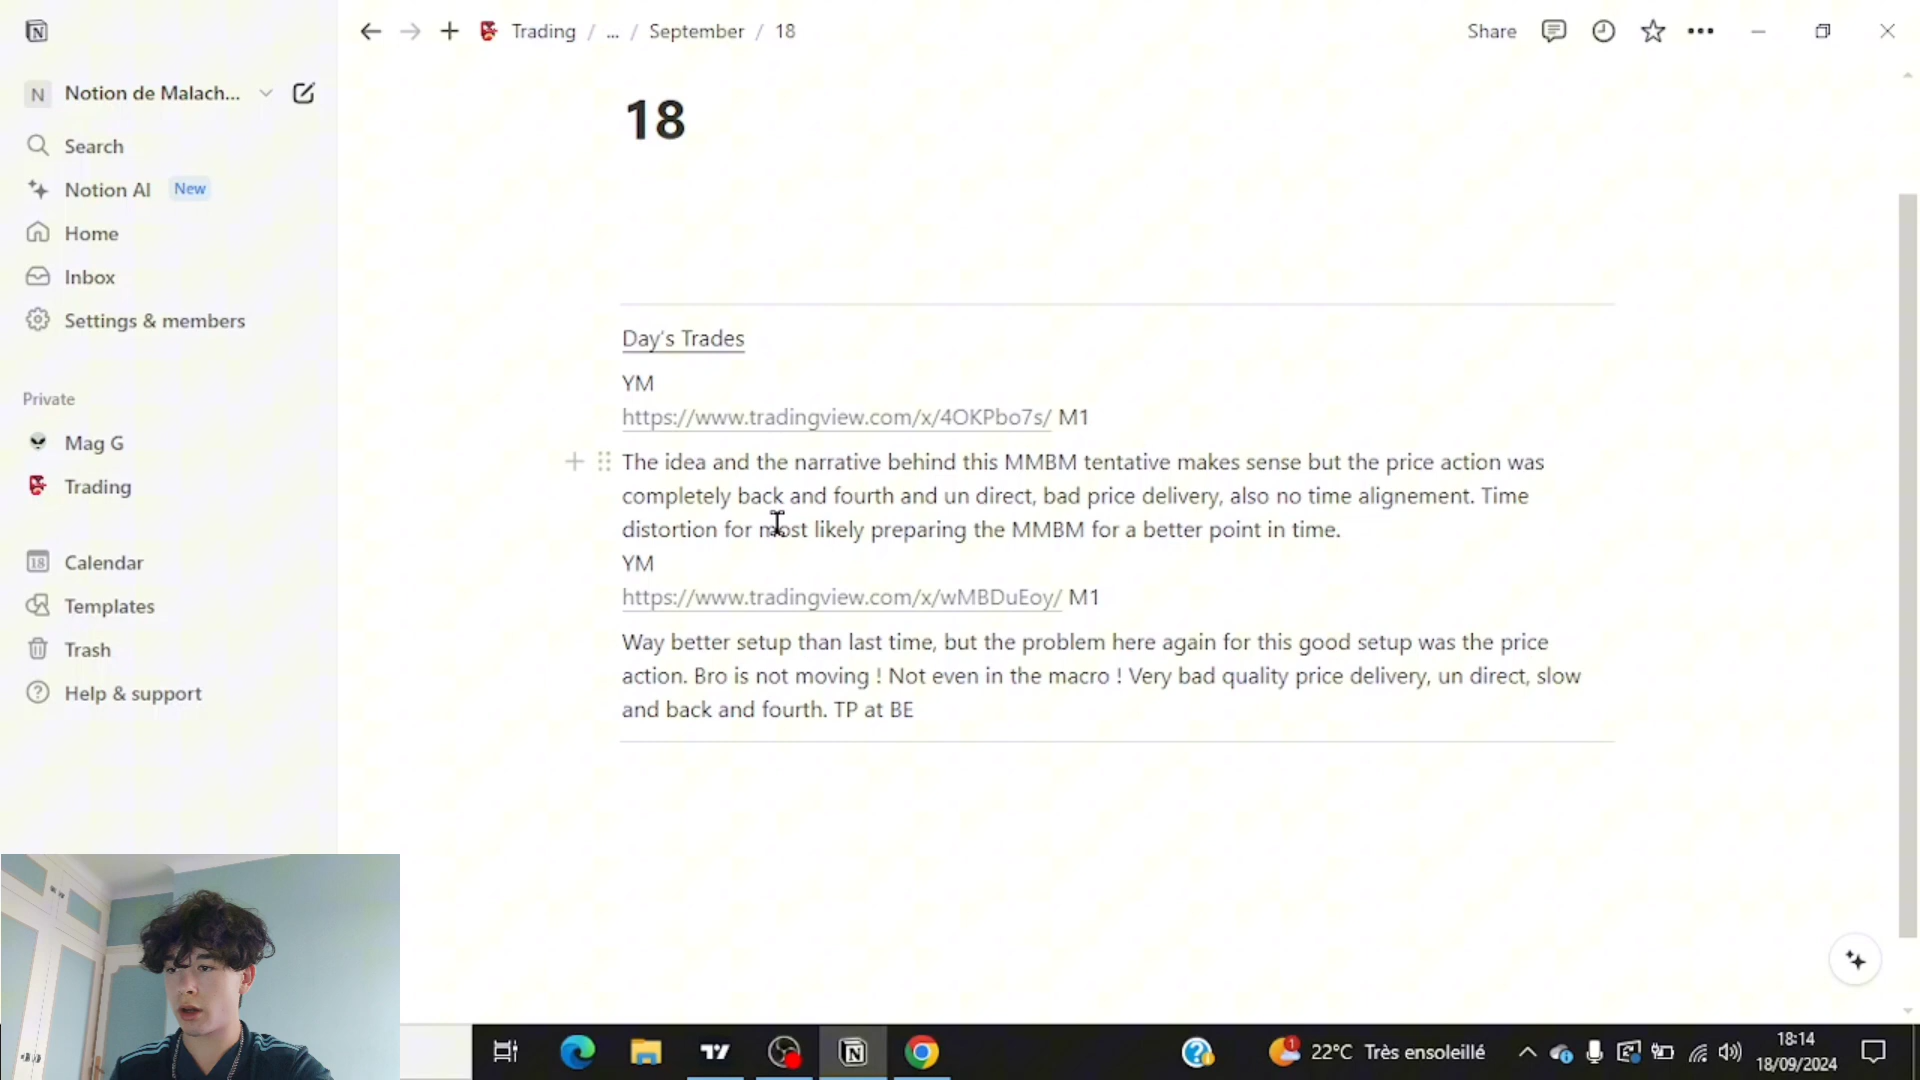 Trading / ... / September / 18
Share
N Notion de Malach...
Search
Notion AI New
Home
Inbox
Settings & members
Private
Mag G
Trading
18 Calendar
Templates
Trash
Help & support
18
Day's Trades
YM
https://www.tradingview.com/x/4OKPbo7s/ M1
The idea and the narrative behind this MMBM tentative makes sense but the price action was
completely back and fourth and un direct, bad price delivery, also no time alignement. Time
distortion for most likely preparing the MMBM for a better point in time.
YM
https://www.tradingview.com/x/wMBDuEoy/ M1
Way better setup than last time, but the problem here again for this good setup was the price
action. Bro is not moving ! Not even in the macro ! Very bad quality price delivery, un direct, slow
and back and fourth. TP at BE
1 22°C Très ensoleillé
18:14
18/09/2024